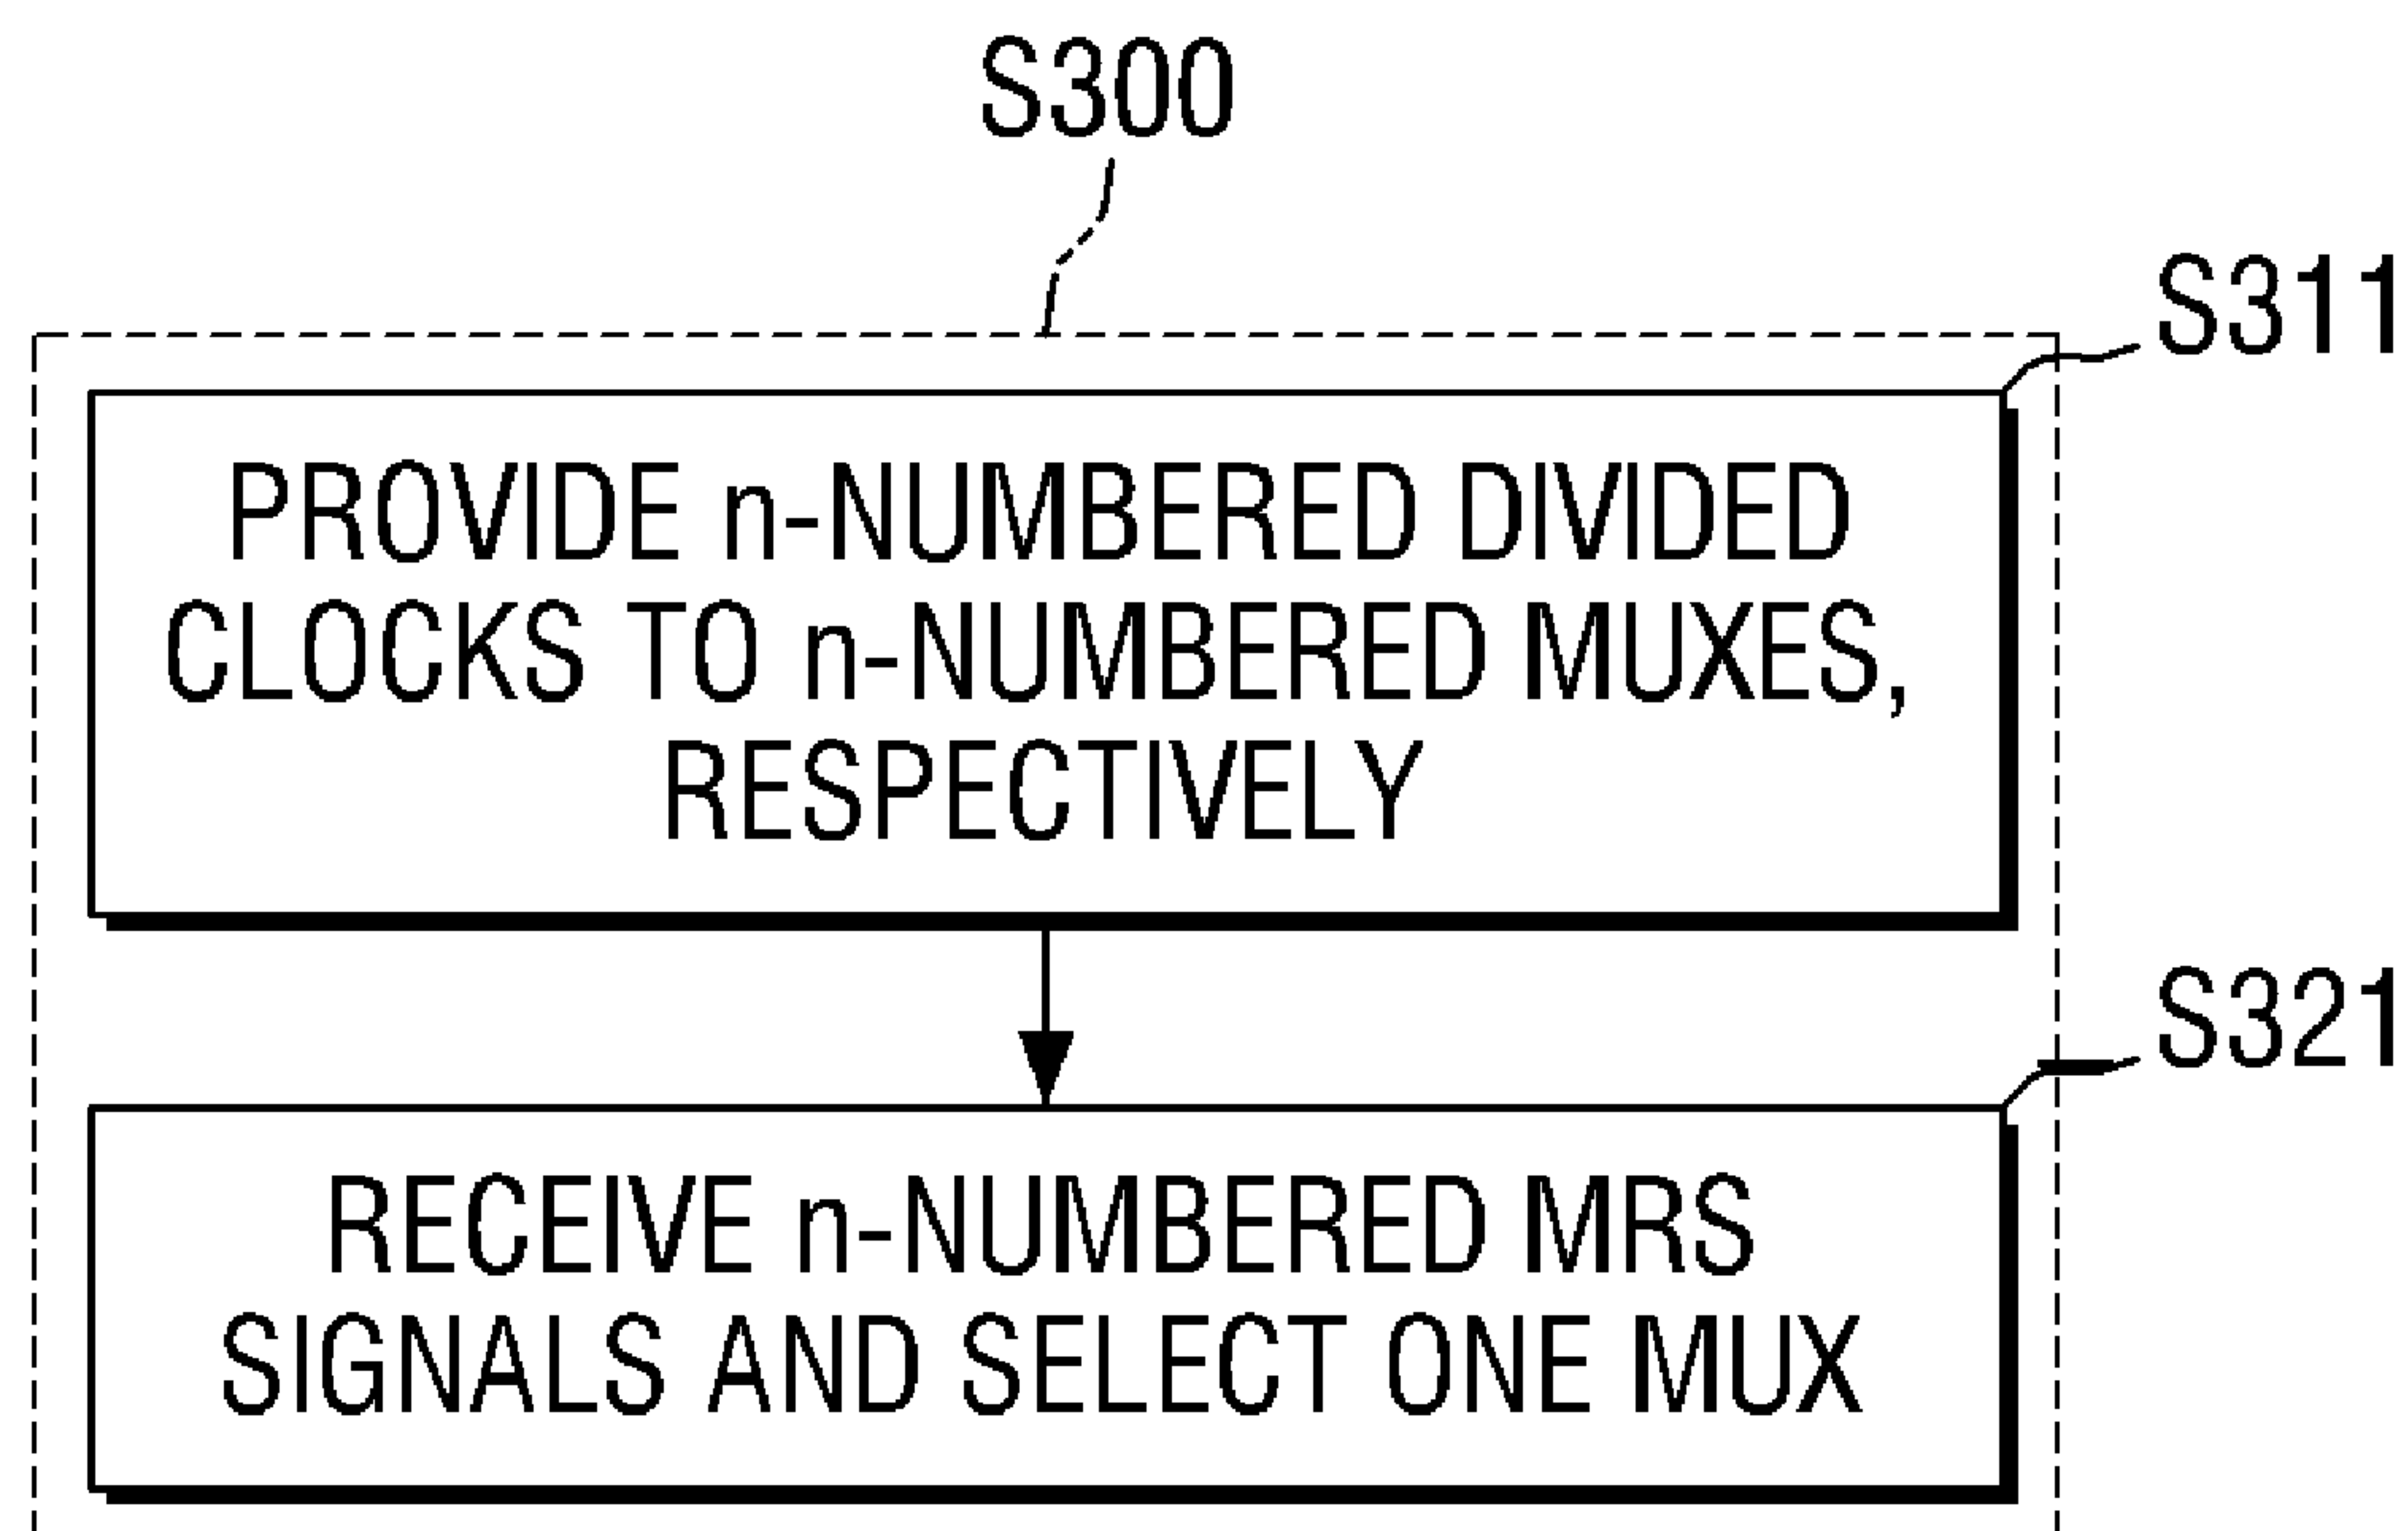 S300
S311
PROVIDE n-NUMBERED DIVIDED
CLOCKS TO n-NUMBERED MUXES,
RESPECTIVELY
S321
RECEIVE n-NUMBERED MRS
SIGNALS AND SELECT ONE MUX